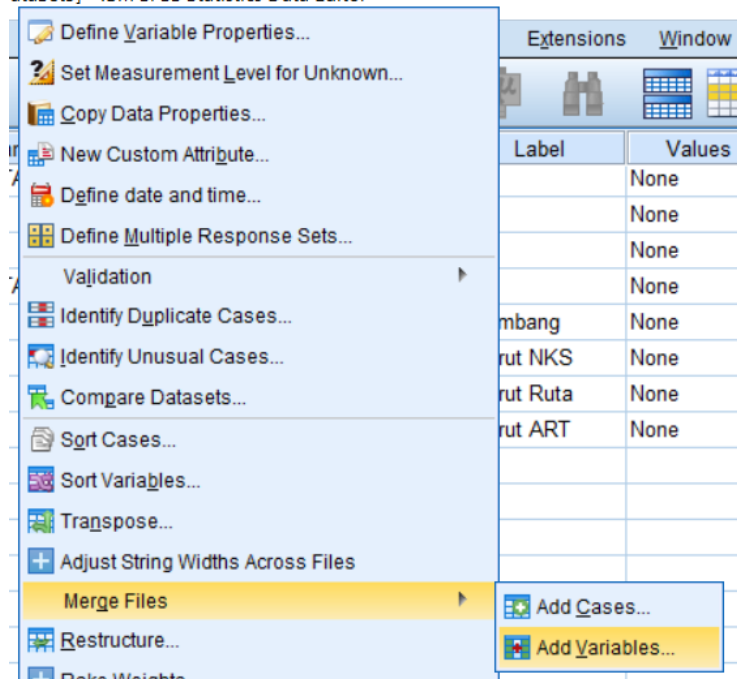 Define Variable Properties...
Extensions Window
Set Measurement Level for Unknown...
Copy Data Properties...
New Custom Attribute...
Label Values
Define date and time...
None
Define Multiple Response Sets...
None
None
Validation
None
Identify Duplicate Cases...
mbang None
Identify Unusual Cases...
rut NKS None
Compare Datasets...
rut Ruta None
Sort Cases...
rut ART None
Sort Variables...
Transpose...
Adjust String Widths Across Files
Merge Files
Add Cases...
Restructure...
Add Variables...